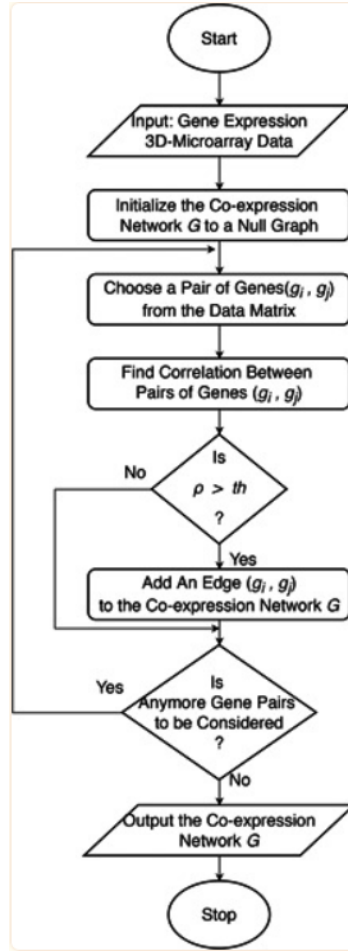 Start
Input: Gene Expression
3D-Microarray Data
Initialize the Co-expression
Network G to a Null Graph
Choose a Pair of Genes(gi , gj)
from the Data Matrix
Find Correlation Between
Pairs of Genes (gi , gj)
Is
No
ρ > th
?
Yes
Add An Edge (gi , gj)
to the Co-expression Network G
Is
Yes
Anymore Gene Pairs
to be Considered
?
No
Output the Co-expression
Network G
Stop